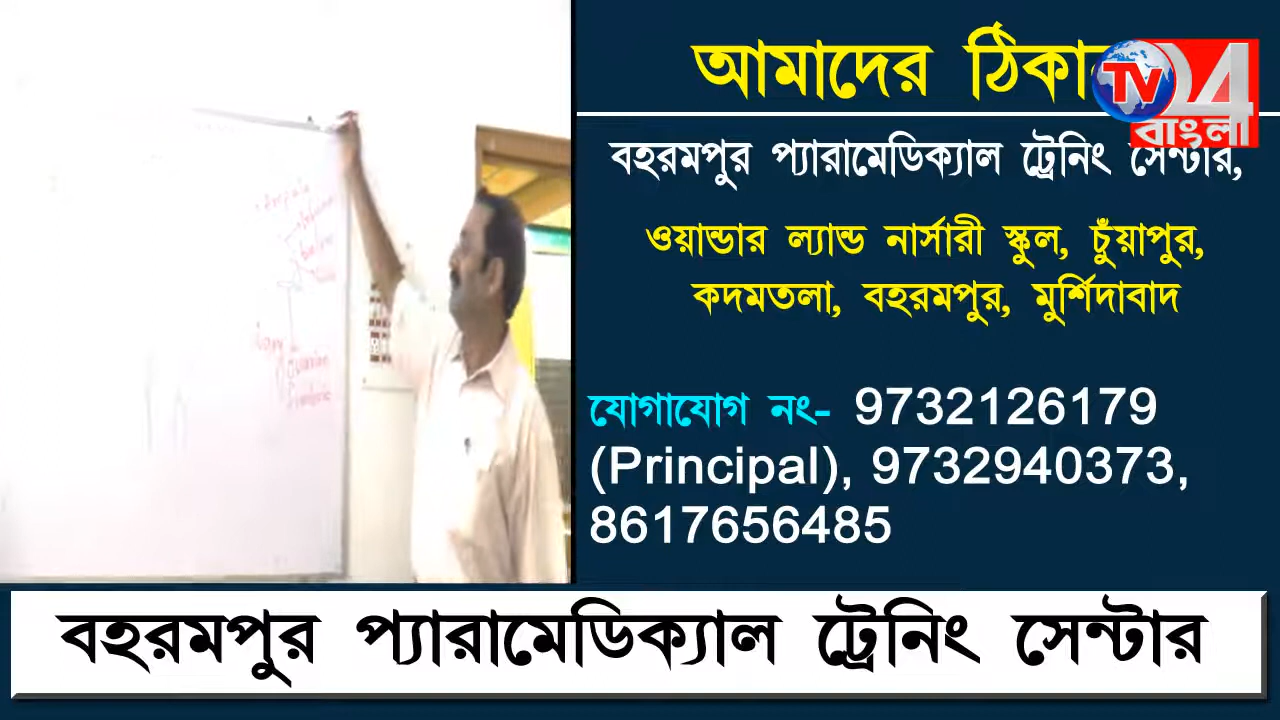 আমাদের ঠিকানা
TV 24
বাংলা
বহরমপুর প্যারামেডিক্যাল ট্রেনিং সেন্টার,
ওয়ান্ডার ল্যান্ড নার্সারী স্কুল, চুঁয়াপুর,
কদমতলা, বহরমপুর, মুর্শিদাবাদ
যোগাযোগ নং- 9732126179
(Principal), 9732940373,
8617656485
বহরমপুর প্যারামেডিক্যাল ট্রেনিং সেন্টার